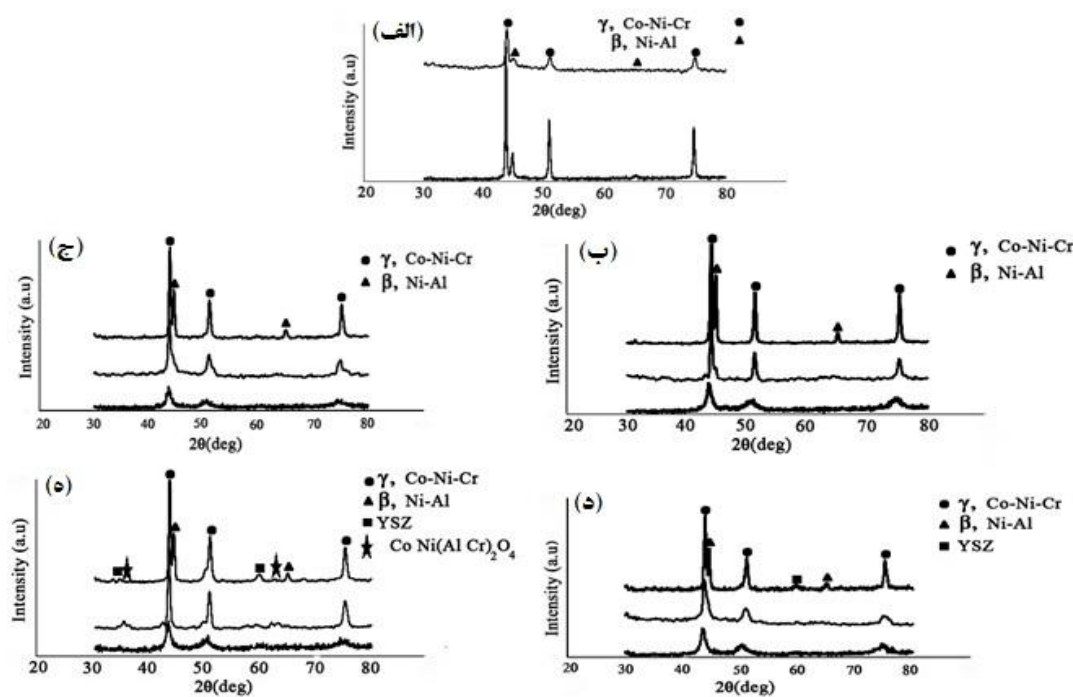 (الف)
γ, Co-Ni-Cr ●
β, Ni-Al ▲
Intensity (a.u)
Intensity (a.u)
20 30 40 50 60 70 80
2θ(deg)
(ب)
● γ, Co-Ni-Cr
▲ β, Ni-Al
Intensity (a.u)
30 40 50 60 70 80
2θ(deg)
(ج)
● γ, Co-Ni-Cr
▲ β, Ni-Al
Intensity (a.u)
20 30 40 50 60 70 80
2θ(deg)
(د)
● γ, Co-Ni-Cr
▲ β, Ni-Al
■ YSZ
Intensity (a.u)
20 30 40 50 60 70 80
2θ(deg)
(ه)
● γ, Co-Ni-Cr
▲ β, Ni-Al
■ YSZ
★ Co Ni(Al Cr)₂O₄
Intensity (a.u)
20 30 40 50 60 70 80
2θ(deg)